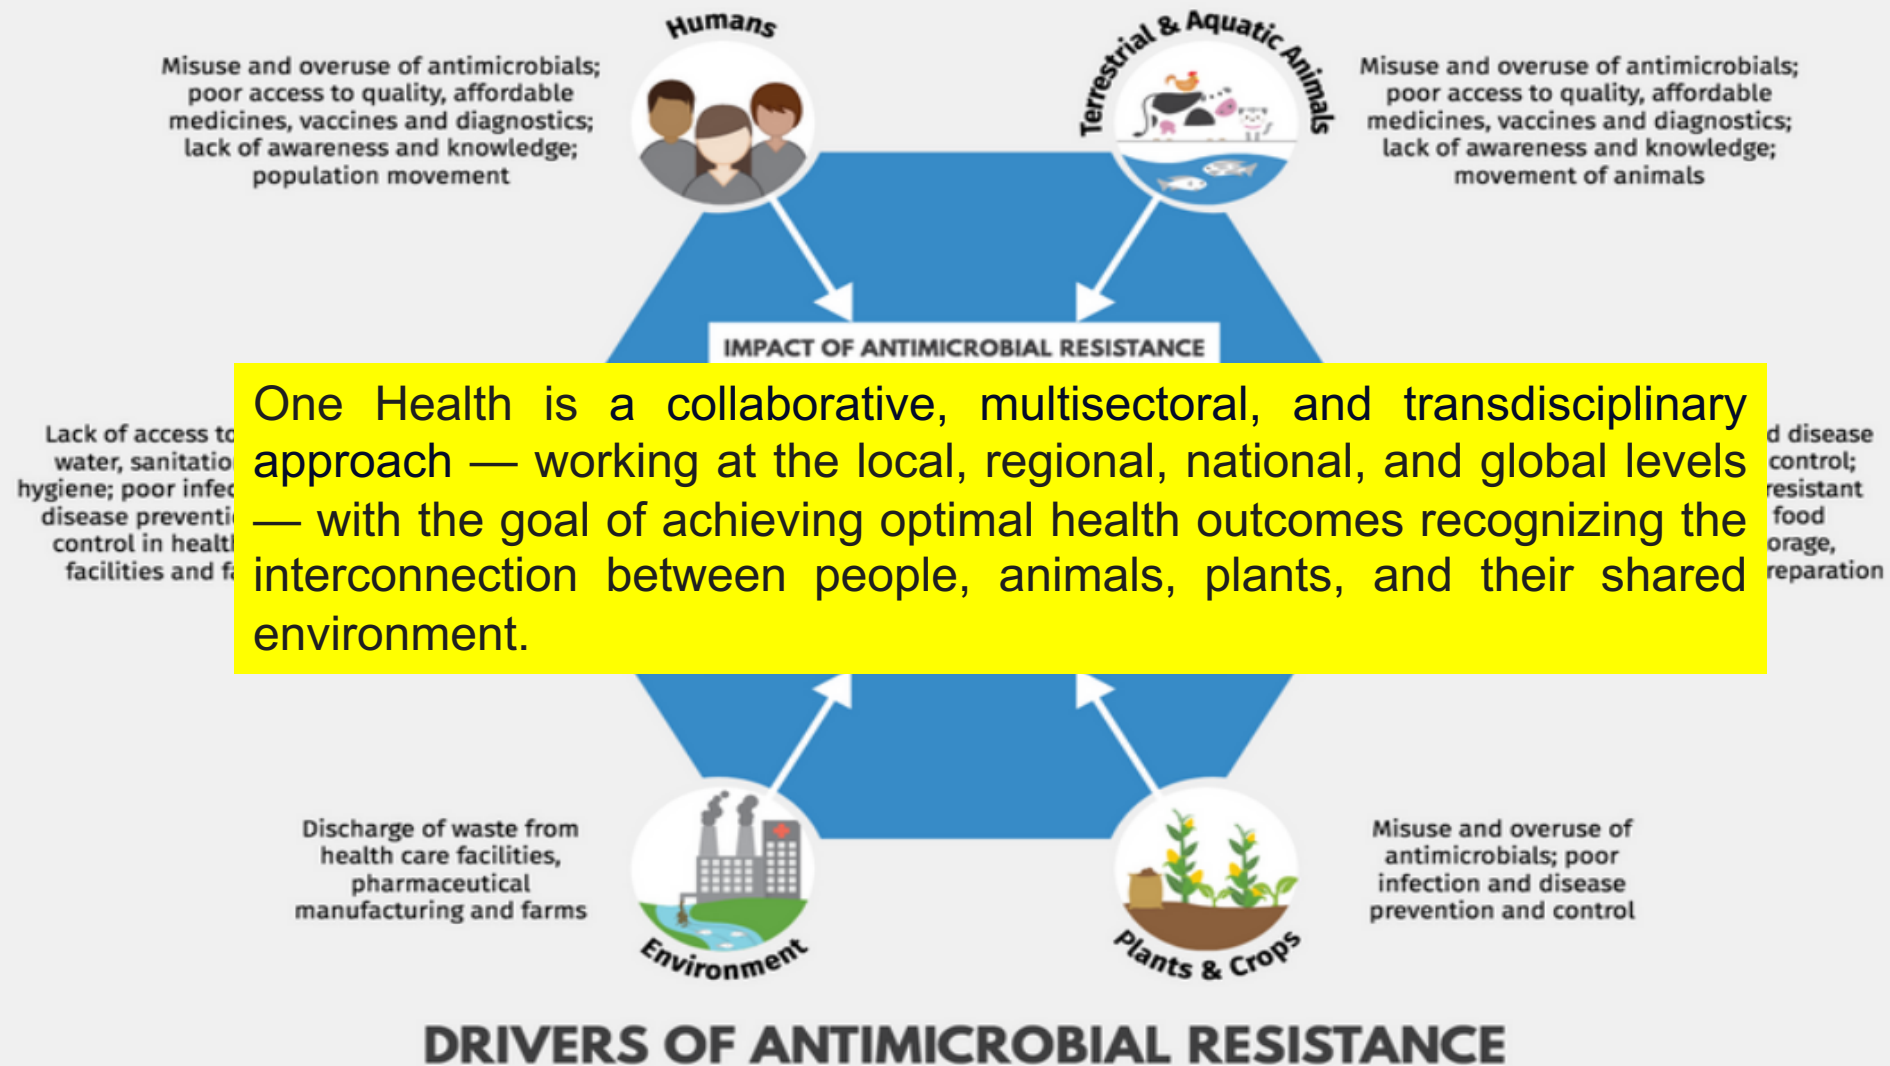 Humans
Terrestrial & Aquatic Animals
Misuse and overuse of antimicrobials;
poor access to quality, affordable
medicines, vaccines and diagnostics;
lack of awareness and knowledge;
population movement
Misuse and overuse of antimicrobials;
poor access to quality, affordable
medicines, vaccines and diagnostics;
lack of awareness and knowledge;
movement of animals
IMPACT OF ANTIMICROBIAL RESISTANCE
Lack of access to
water,
hygiene; poor
disease
control in
facilities and
One Health is a collaborative, multisectoral, and transdisciplinary
approach — working at the local, regional, national, and global levels
— with the goal of achieving optimal health outcomes recognizing the
interconnection between people, animals, plants, and their shared
environment.
disease
control;
resistant
food
Discharge of waste from
health care facilities,
pharmaceutical
manufacturing and farms
Environment
Misuse and overuse of
antimicrobials; poor
infection and disease
prevention and control
Plants & Crops
DRIVERS OF ANTIMICROBIAL RESISTANCE